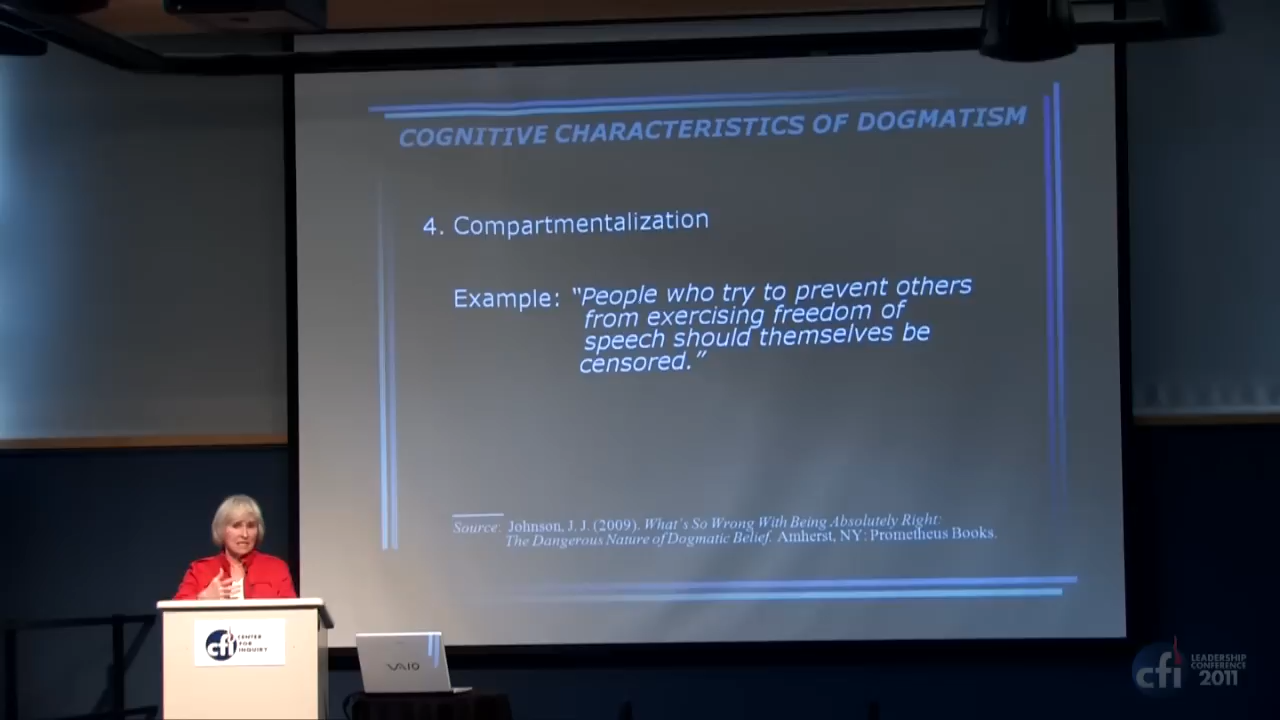 COGNITIVE CHARACTERISTICS OF DOGMATISM
4. Compartmentalization
Example: "People who try to prevent others
from exercising freedom of
speech should themselves be
censored."
Source: Johnson, J. J. (2009). What's So Wrong With Being Absolutely Right:
The Dangerous Nature of Dogmatic Belief. Amherst, NY: Prometheus Books.
cfi CENTER
FOR
INQUIRY
VAIO
cfi LEADERSHIP
CONFERENCE
2011